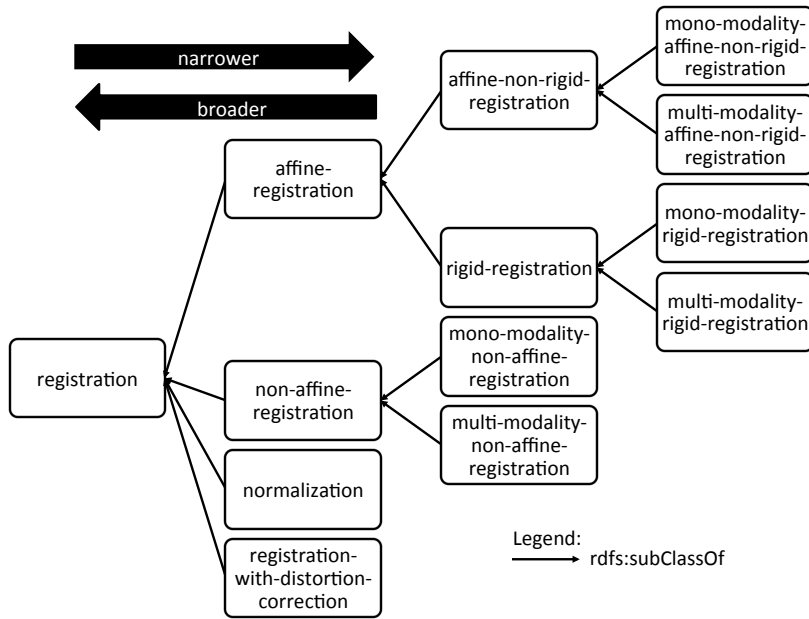 narrower
broader
registration
affine-
registration
non-affine-
registration
normalization
registration-
with-distortion-
correction
affine-non-rigid-
registration
rigid-registration
mono-modality-
non-affine-
registration
multi-modality-
non-affine-
registration
mono-modality-
affine-non-rigid-
registration
multi-modality-
affine-non-rigid-
registration
mono-modality-
rigid-registration
multi-modality-
rigid-registration
Legend:
rdfs:subClassOf